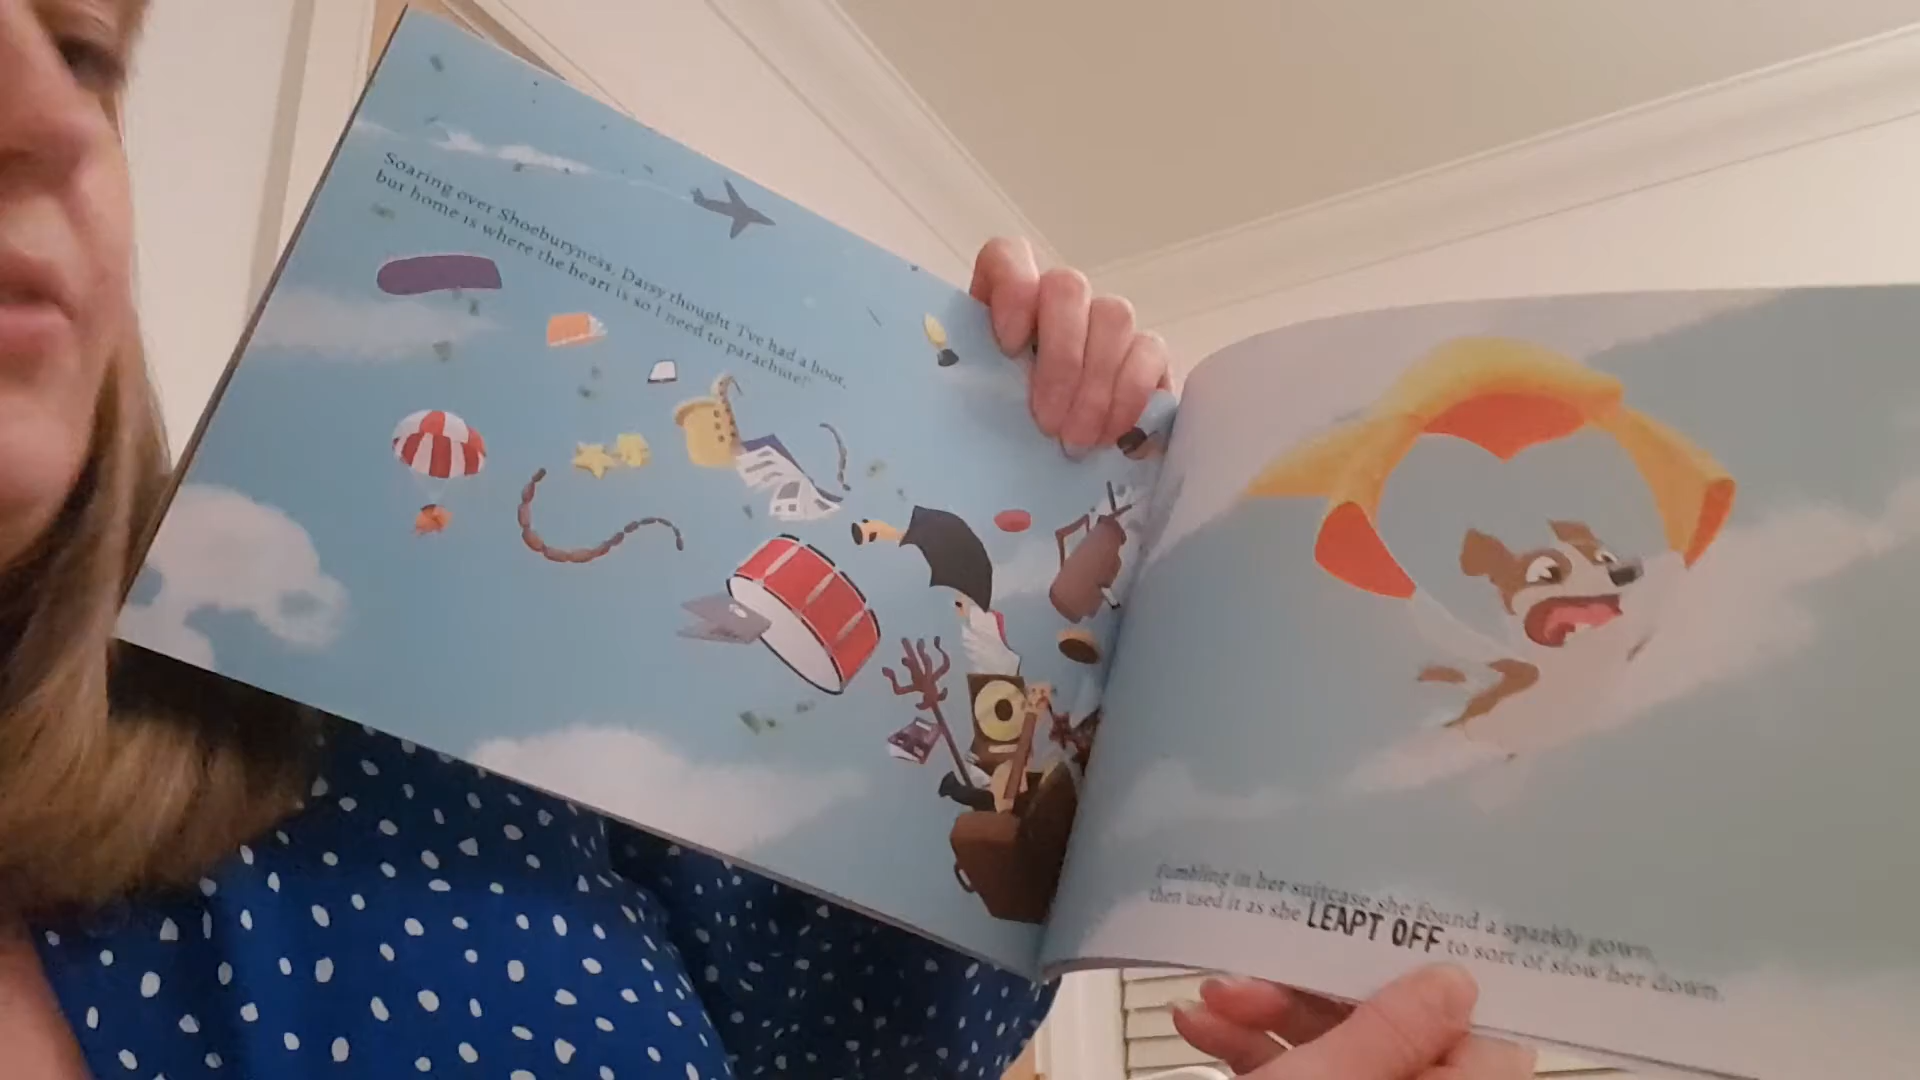 Soaring over Shoeburyness, Daisy thought 'I've had a hoot,
but home is where the heart is so I need to parachute!'
Fumbling in her suitcase she found a sparkly gown,
then used it as she LEAPT OFF to sort of slow her down.